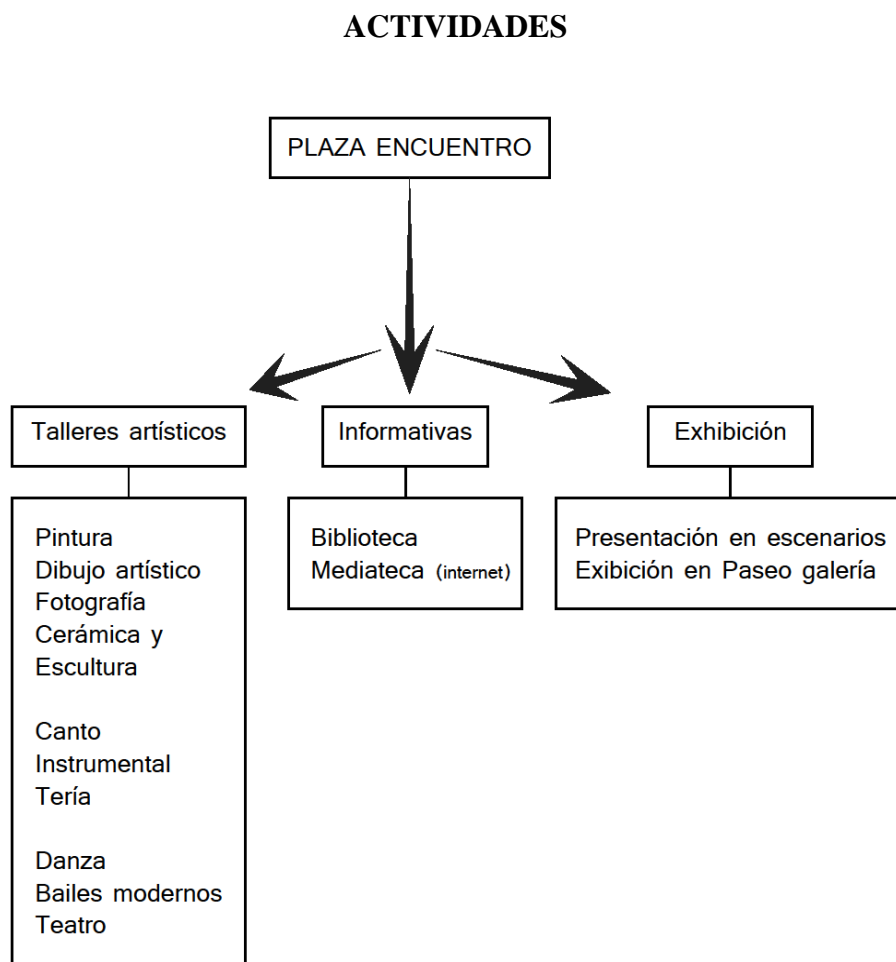 ACTIVIDADES
PLAZA ENCUENTRO
Talleres artísticos
Pintura
Dibujo artístico
Fotografía
Cerámica y
Escultura
Canto
Instrumental
Tería
Danza
Bailes modernos
Teatro
Informativas
Biblioteca
Mediateca (internet)
Exhibición
Presentación en escenarios
Exibición en Paseo galería